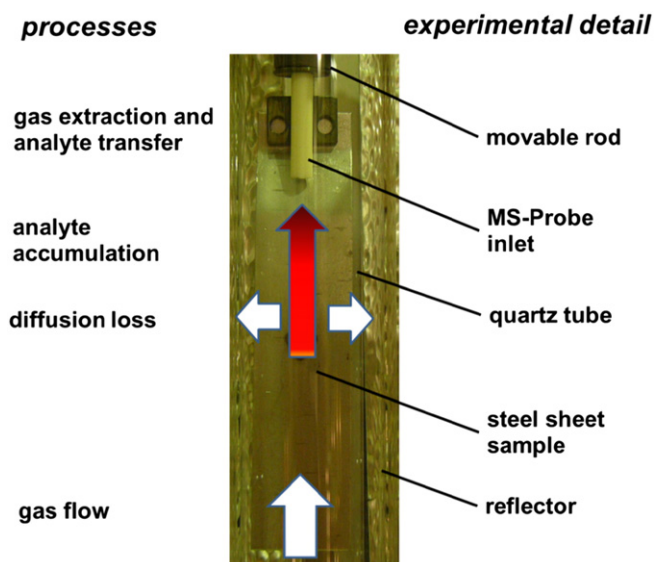 processes
experimental detail
gas extraction and
analyte transfer
movable rod
MS-Probe
inlet
analyte
accumulation
diffusion loss
quartz tube
steel sheet
sample
gas flow
reflector